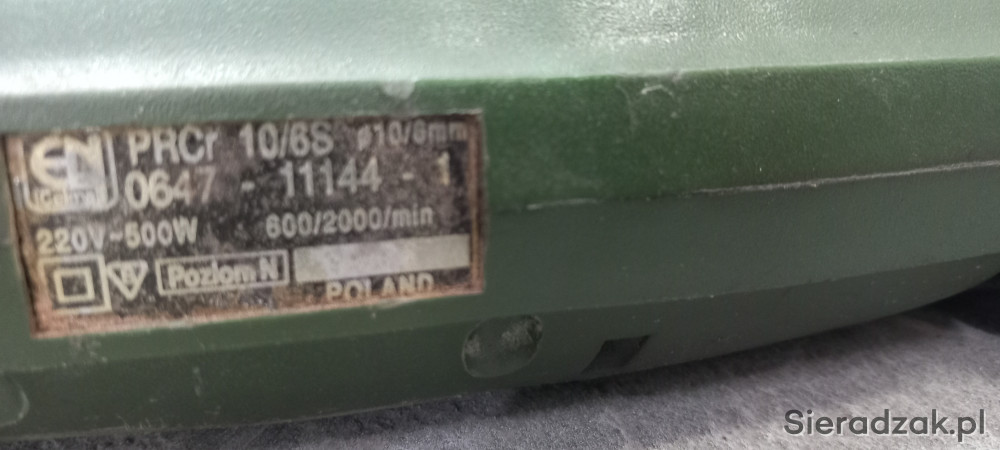 PRCr 10/6S ø10/6mm
0647 - 11144 - 1
220V~500W 600/2000/min
Poziom N
POLAND
Sieradzak.pl